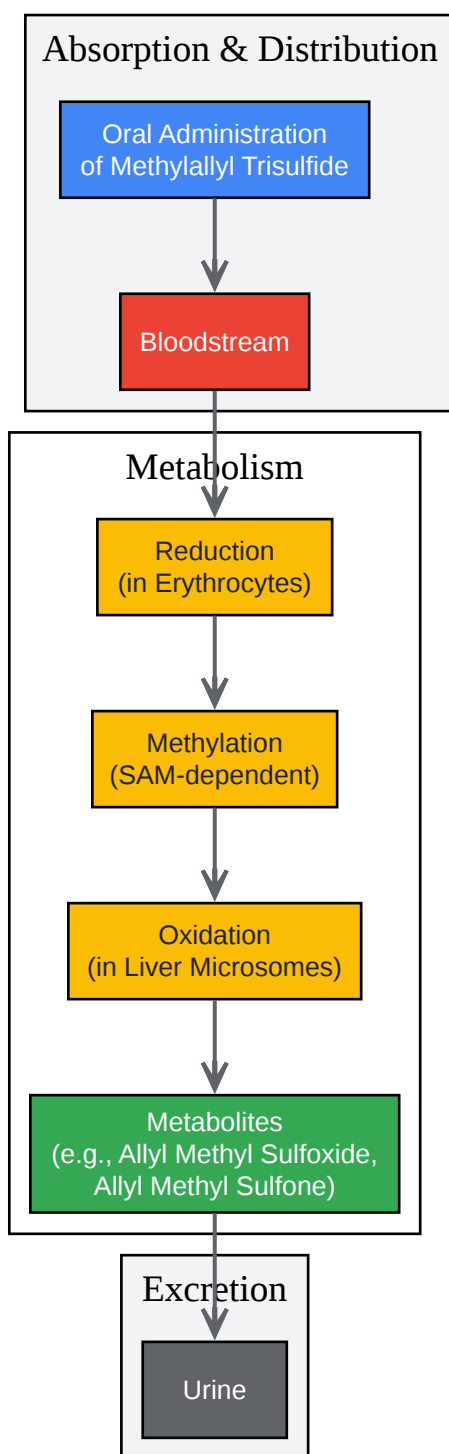 Absorption & Distribution
Oral Administration
of Methylallyl Trisulfide
Bloodstream
Metabolism
Reduction
(in Erythrocytes)
Methylation
(SAM-dependent)
Oxidation
(in Liver Microsomes)
Metabolites
(e.g., Allyl Methyl Sulfoxide,
Allyl Methyl Sulfone)
Excretion
Urine